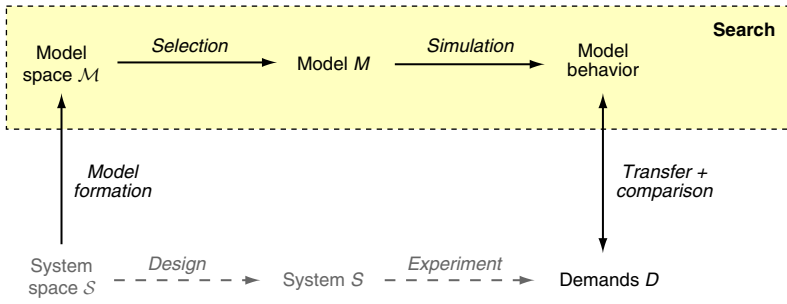 Search
Model
space ℳ
Selection
Model M
Simulation
Model
behavior
Model
formation
Transfer +
comparison
System
space 𝒮
Design
System S
Experiment
Demands D